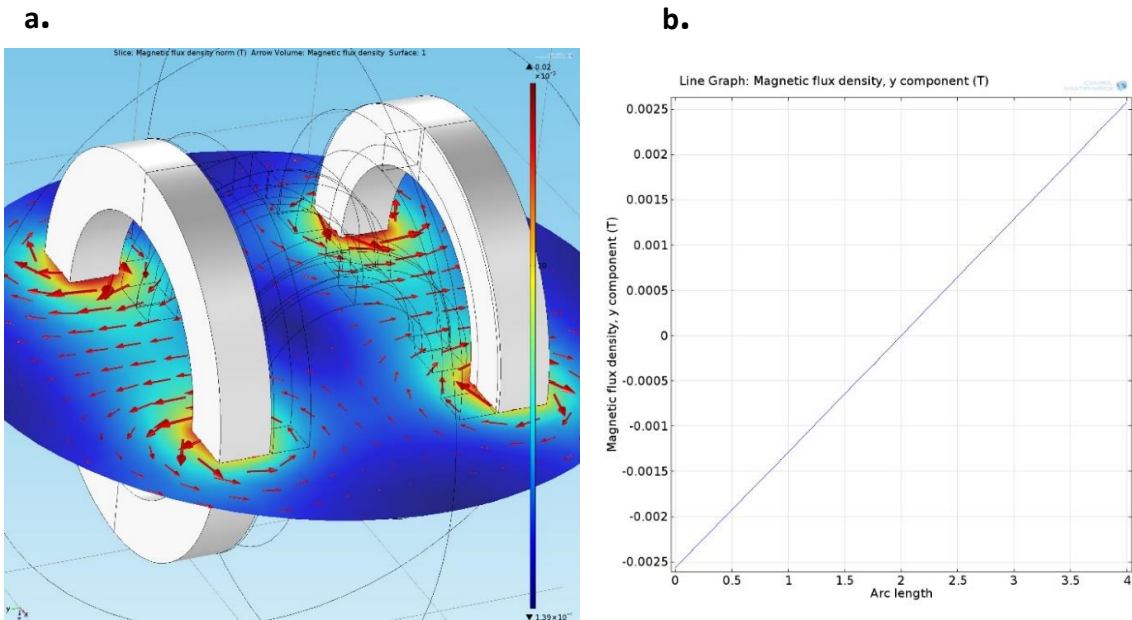 a.
b.
Slice: Magnetic flux density norm (T) Arrow Volume: Magnetic flux density Surface: 1
▲ 0.02
×10⁻³
10
y
x
▼ 1.39×10
Line Graph: Magnetic flux density, y component (T)
COMSOL
MULTIPHYSICS
Magnetic flux density, y component (T)
0.0025
0.002
0.0015
0.001
0.0005
0
-0.0005
-0.001
-0.0015
-0.002
-0.0025
0 0.5 1 1.5 2 2.5 3 3.5 4
Arc length